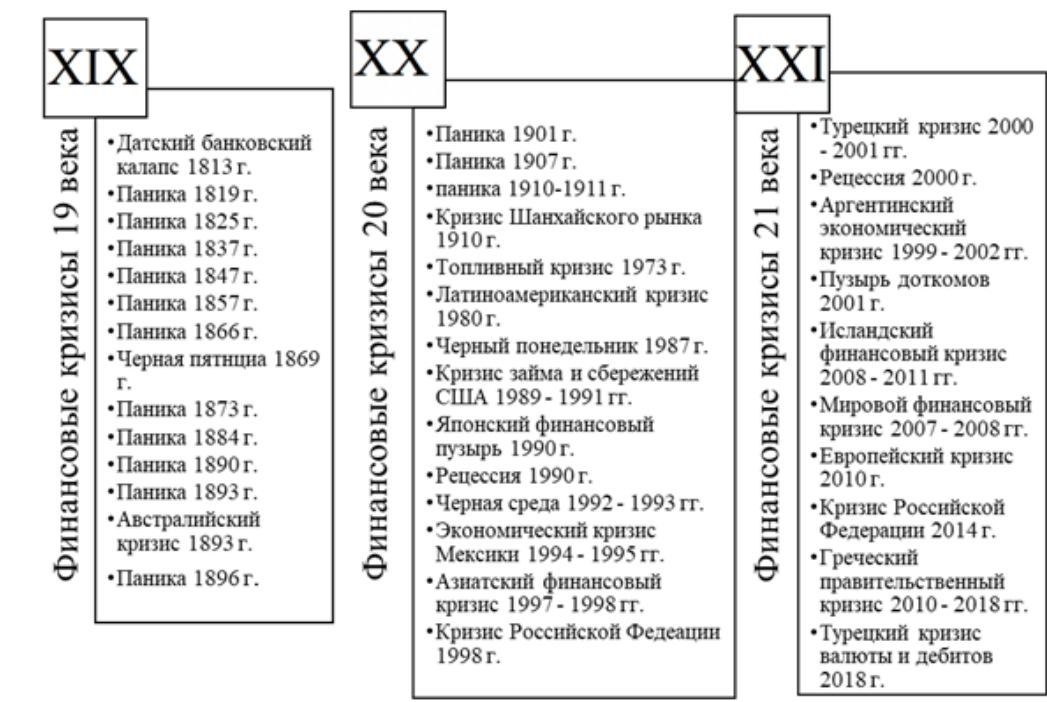 XIX
Финансовые кризисы 19 века
•Датский банковский
калапс 1813 г.
•Паника 1819 г.
•Паника 1825 г.
•Паника 1837 г.
•Паника 1847 г.
•Паника 1857 г.
•Паника 1866 г.
•Черная пятнциа 1869
г.
•Паника 1873 г.
•Паника 1884 г.
•Паника 1890 г.
•Паника 1893 г.
•Австралийский
кризис 1893 г.
•Паника 1896 г.
XX
Финансовые кризисы 20 века
•Паника 1901 г.
•Паника 1907 г.
•паника 1910-1911 г.
•Кризис Шанхайского рынка
1910 г.
•Топливный кризис 1973 г.
•Латиноамериканский кризис
1980 г.
•Черный понедельник 1987 г.
•Кризис займа и сбережений
США 1989 - 1991 гг.
•Японский финансовый
пузырь 1990 г.
•Рецессия 1990 г.
•Черная среда 1992 - 1993 гг.
•Экономический кризис
Мексики 1994 - 1995 гг.
•Азиатский финансовый
кризис 1997 - 1998 гг.
•Кризис Российской Федеации
1998 г.
XXI
Финансовые кризисы 21 века
•Турецкий кризис 2000
- 2001 гг.
•Рецессия 2000 г.
•Аргентинский
экономический
кризис 1999 - 2002 гг.
•Пузырь доткомов
2001 г.
•Исландский
финансовый кризис
2008 - 2011 гг.
•Мировой финансовый
кризис 2007 - 2008 гг.
•Европейский кризис
2010 г.
•Кризис Российской
Федерации 2014 г.
•Греческий
правительственный
кризис 2010 - 2018 гг.
•Турецкий кризис
валюты и дебитов
2018 г.